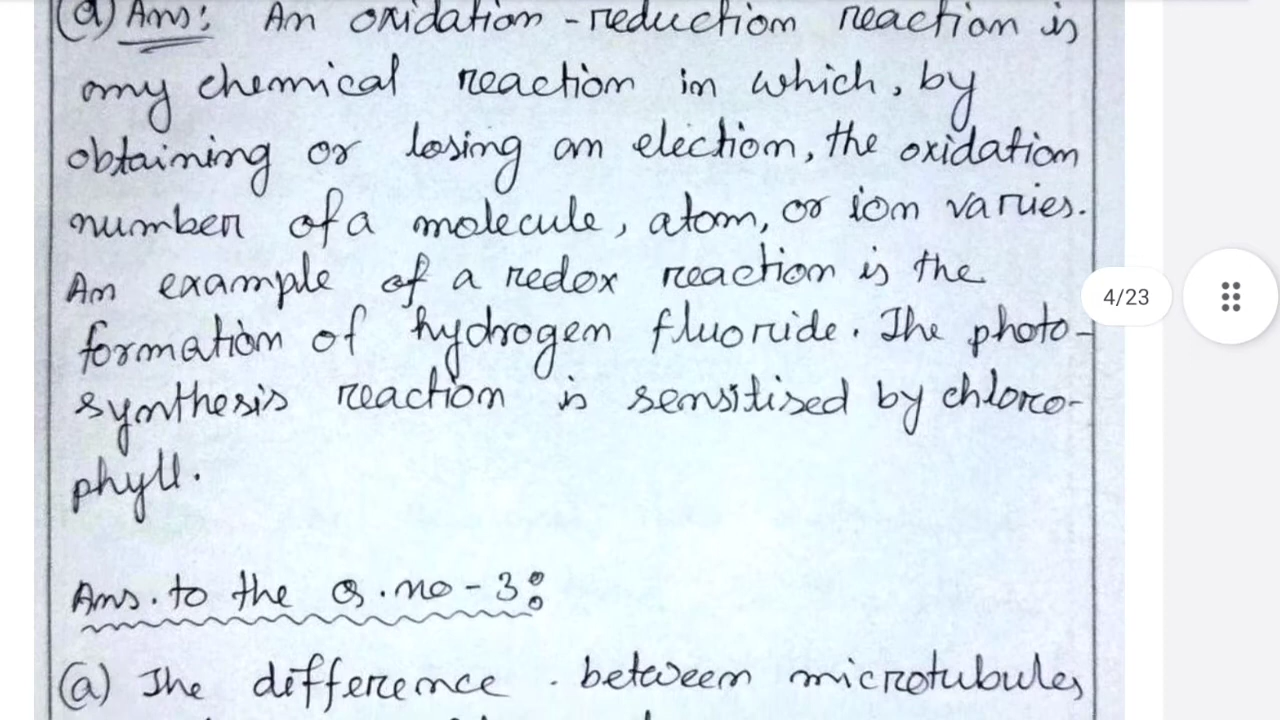 (d) Ans: An oxidation-reduction reaction is
any chemical reaction in which, by
obtaining or losing an election, the oxidation
number of a molecule, atom, or ion varies.
An example of a redox reaction is the
formation of hydrogen fluoride. The photo-
synthesis reaction is sensitised by chloro-
phyll.
Ans. to the Q. no-3:
(a) The difference . between microtubules
4/23